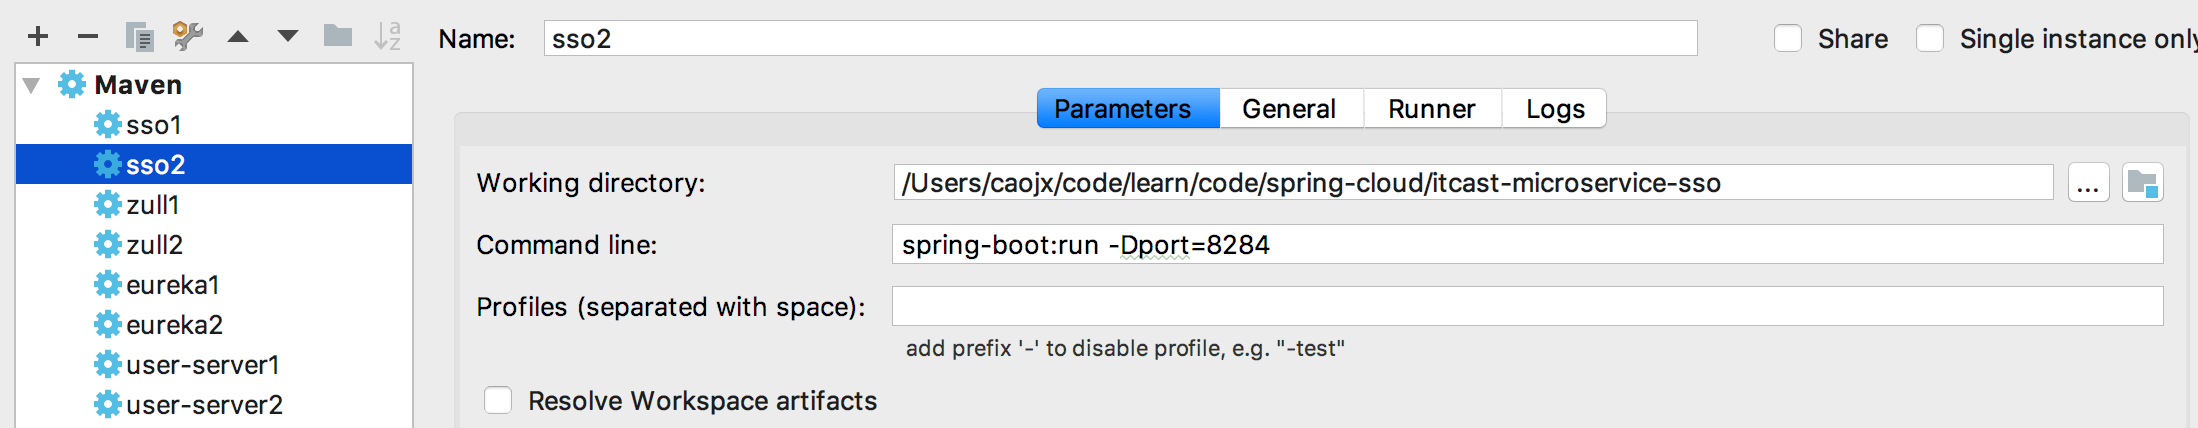 Name: sso2 Share Single instance only
Maven
sso1
sso2
zull1
zull2
eureka1
eureka2
user-server1
user-server2
Parameters General Runner Logs
Working directory: /Users/caojx/code/learn/code/spring-cloud/itcast-microservice-sso ...
Command line: spring-boot:run -Dport=8284
Profiles (separated with space):
add prefix '-' to disable profile, e.g. "-test"
Resolve Workspace artifacts